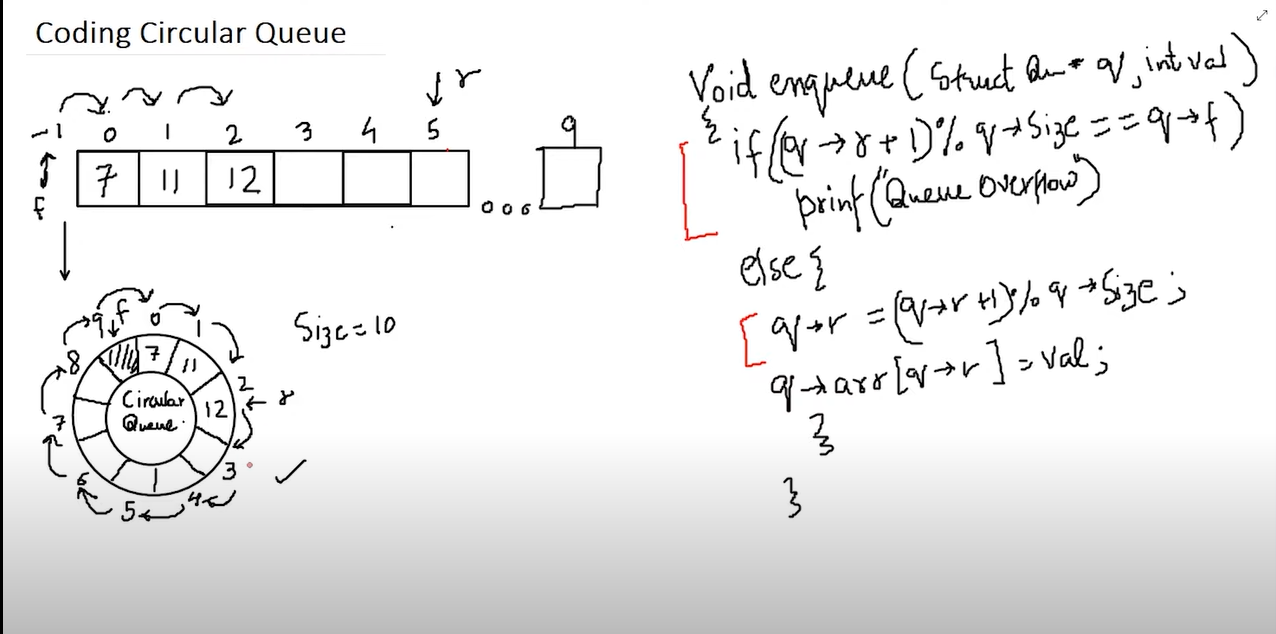 Coding Circular Queue
r
-1 0 1 2 3 4 5 9
7 11 12
f
Size = 10
9 f 0 1
8 7 11
2
12 r
Circular
Queue
7
3
6
5 4
Void enqueue (Struct Qu * q, int val)
{ if ((q→r+1)% q→Size == q→f)
print("Queue Overflow")
else {
q→r = (q→r+1)% q→Size;
q→arr[q→r] = val;
}
}